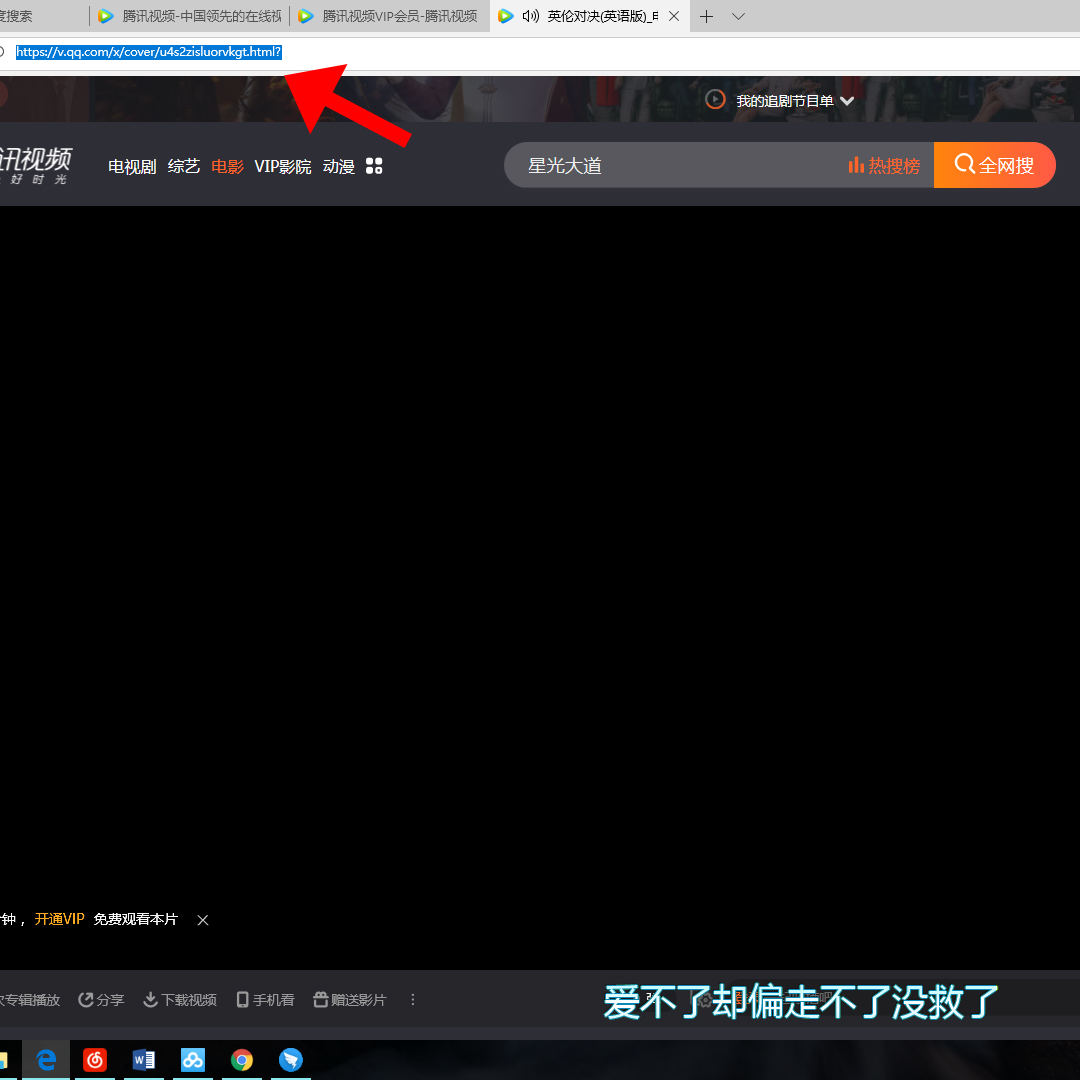 度搜索
腾讯视频-中国领先的在线视
腾讯视频VIP会员-腾讯视频
英伦对决(英语版)_电
https://v.qq.com/x/cover/u4s2zisluorvkgt.html?
我的追剧节目单
讯视频
好时光
电视剧 综艺 电影 VIP影院 动漫
星光大道
热搜榜
全网搜
钟，开通VIP 免费观看本片
次专辑播放 分享 下载视频 手机看 赠送影片
爱不了却偏走不了没救了